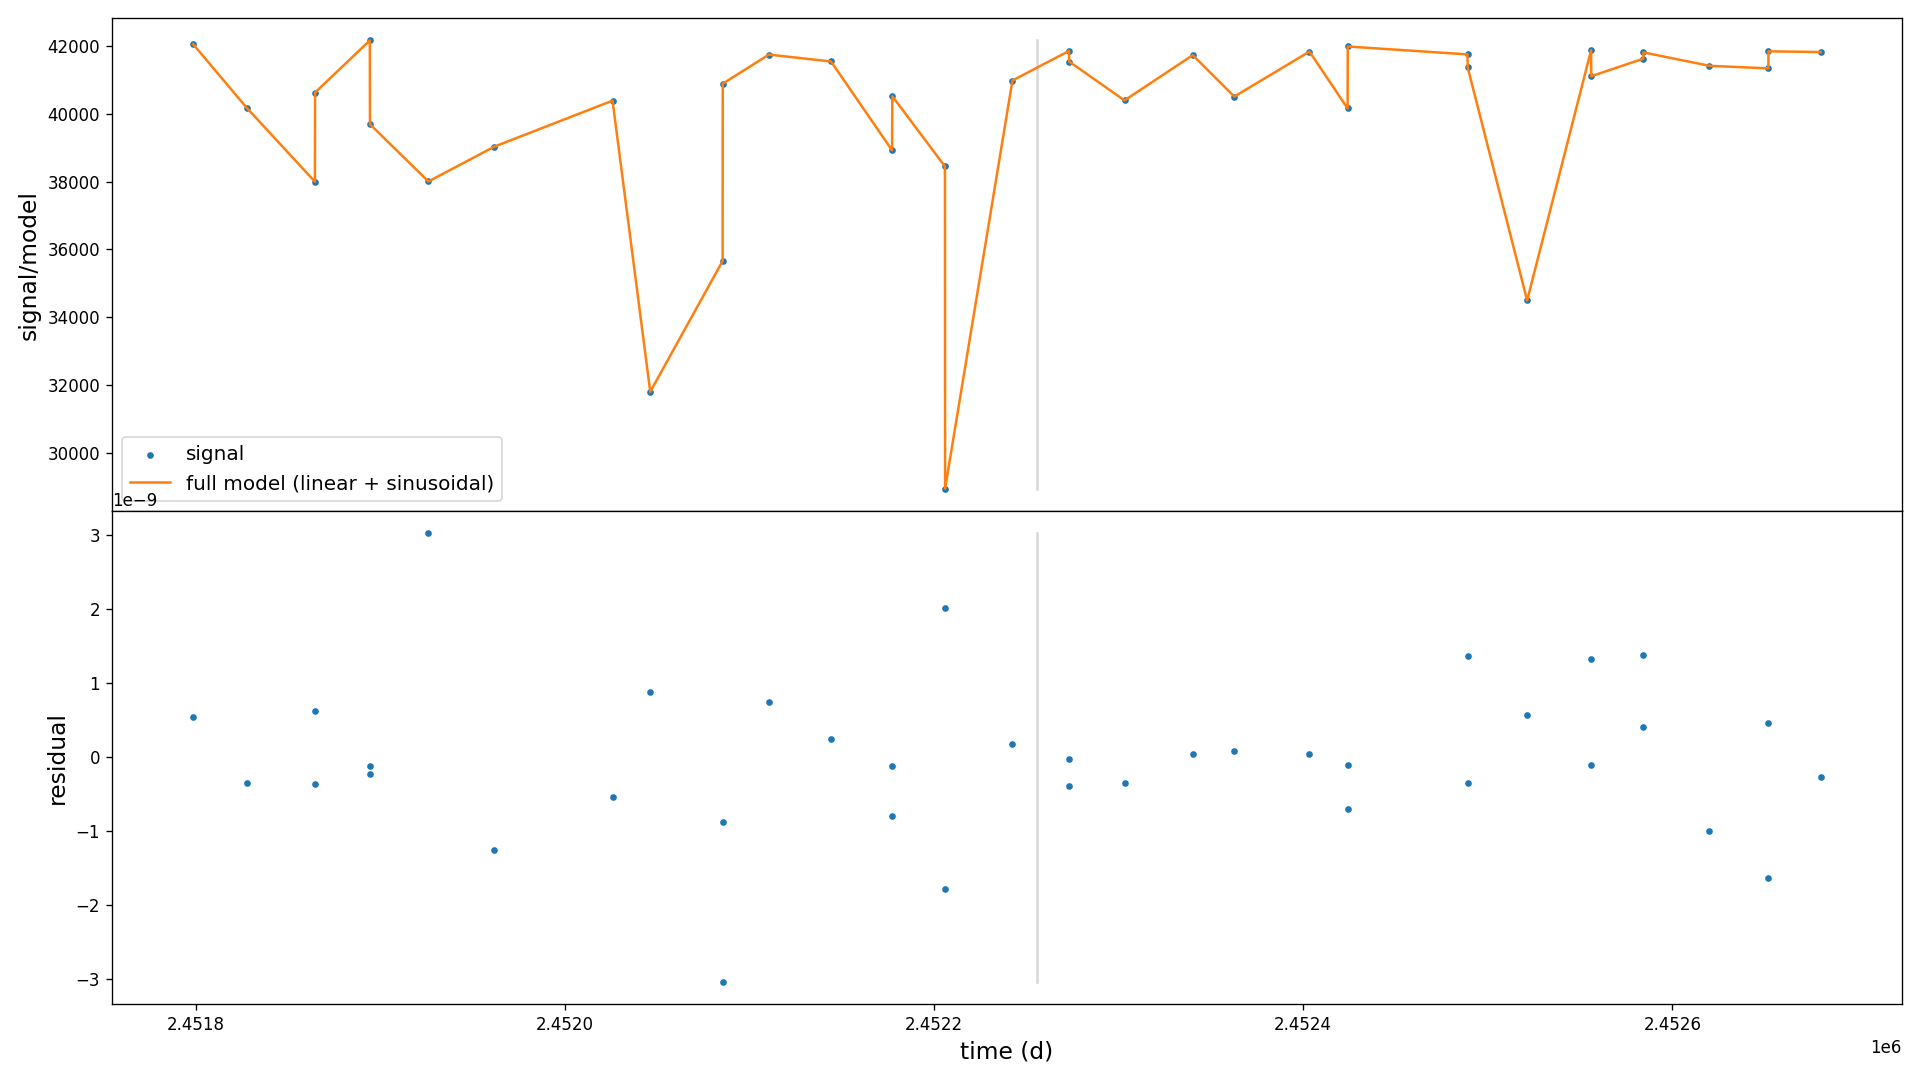 42000
40000
38000
36000
34000
32000
30000
signal/model
signal
full model (linear + sinusoidal)
1e−9
3
2
1
0
−1
−2
−3
residual
2.4518
2.4520
2.4522
2.4524
2.4526
time (d)
1e6